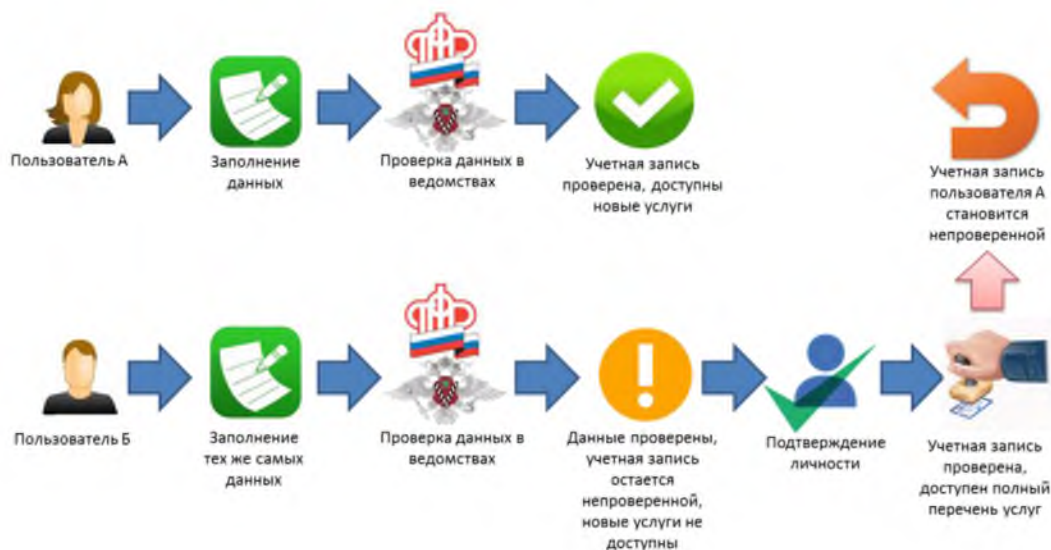 Пользователь А
Заполнение
данных
Проверка данных в
ведомствах
Учетная запись
проверена, доступны
новые услуги
Учетная запись
пользователя А
становится
непроверенной
Пользователь Б
Заполнение
тех же самых
данных
Проверка данных в
ведомствах
Данные проверены,
учетная запись
остается
непроверенной,
новые услуги не
доступны
Подтверждение
личности
Учетная запись
проверена,
доступен полный
перечень услуг